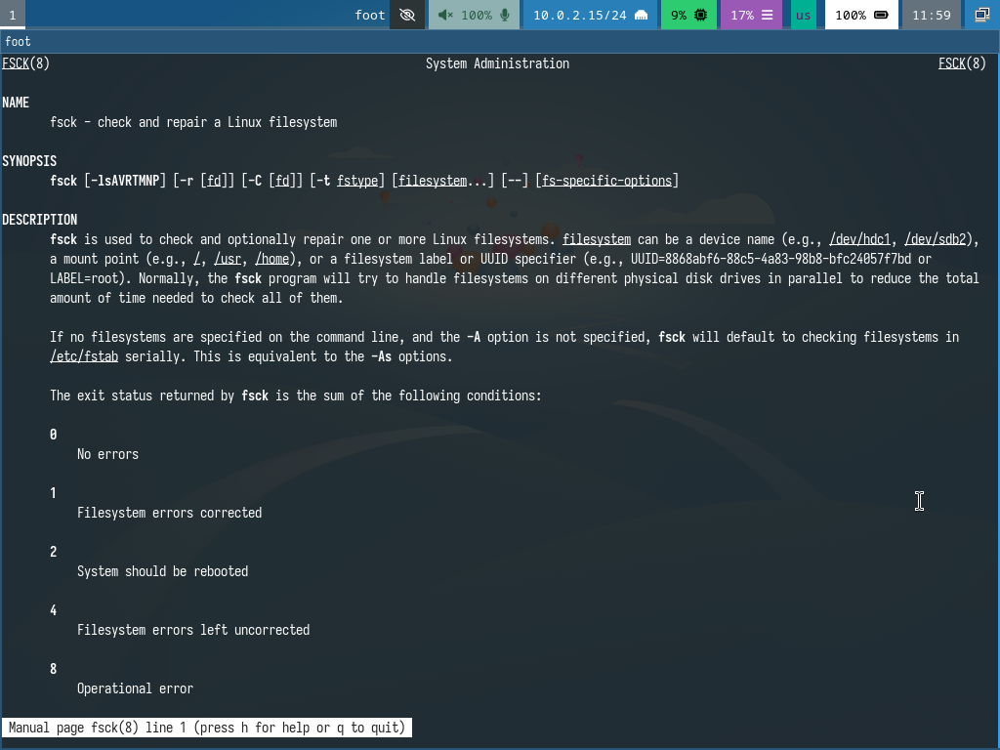 1 foot 100% 10.0.2.15/24 9% 17% us 100% 11:59
foot
FSCK(8) System Administration FSCK(8)
NAME
fsck - check and repair a Linux filesystem
SYNOPSIS
fsck [-lsAVRTMNP] [-r [fd]] [-C [fd]] [-t fstype] [filesystem...] [--] [fs-specific-options]
DESCRIPTION
fsck is used to check and optionally repair one or more Linux filesystems. filesystem can be a device name (e.g., /dev/hdc1, /dev/sdb2),
a mount point (e.g., /, /usr, /home), or a filesystem label or UUID specifier (e.g., UUID=8868abf6-88c5-4a83-98b8-bfc24057f7bd or
LABEL=root). Normally, the fsck program will try to handle filesystems on different physical disk drives in parallel to reduce the total
amount of time needed to check all of them.
If no filesystems are specified on the command line, and the -A option is not specified, fsck will default to checking filesystems in
/etc/fstab serially. This is equivalent to the -As options.
The exit status returned by fsck is the sum of the following conditions:
0
No errors
1
Filesystem errors corrected
2
System should be rebooted
4
Filesystem errors left uncorrected
8
Operational error
Manual page fsck(8) line 1 (press h for help or q to quit)